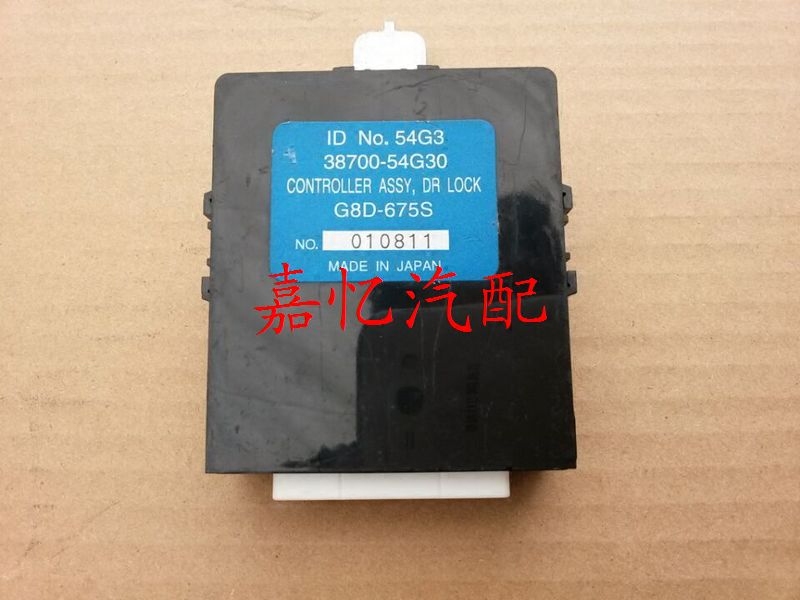 ID No. 54G3
38700-54G30
CONTROLLER ASSY, DR LOCK
G8D-675S
NO. 010811
MADE IN JAPAN
嘉忆汽配